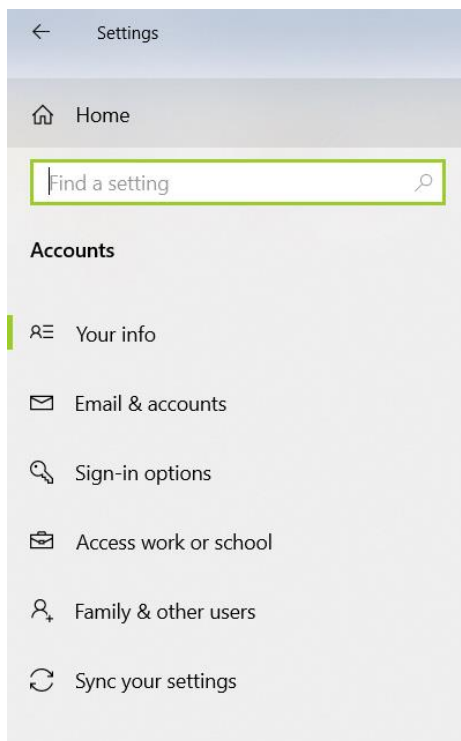 Settings
Home
Find a setting
Accounts
Your info
Email & accounts
Sign-in options
Access work or school
Family & other users
Sync your settings